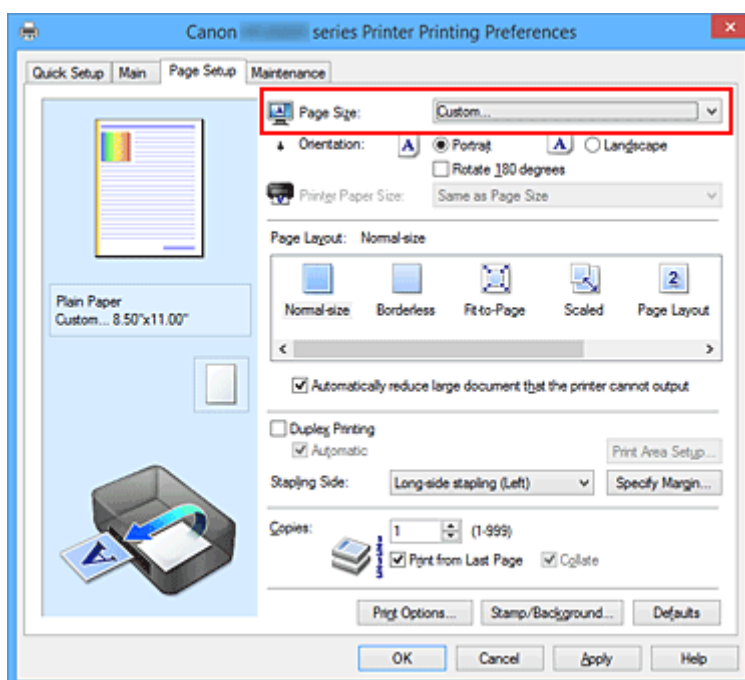 Canon series Printer Printing Preferences
Quick Setup Main Page Setup Maintenance
Page Size: Custom...
Orientation: A Portrait A Landscape
Rotate 180 degrees
Printer Paper Size: Same as Page Size
Page Layout: Normal-size
2
Normal-size Borderless Fit-to-Page Scaled Page Layout
Plain Paper
Custom... 8.50"x11.00"
Automatically reduce large document that the printer cannot output
Duplex Printing
Automatic Print Area Setup...
Stapling Side: Long-side stapling (Left) Specify Margin...
Copies: 1 (1-999)
Print from Last Page Collate
A
Print Options... Stamp/Background... Defaults
OK Cancel Apply Help